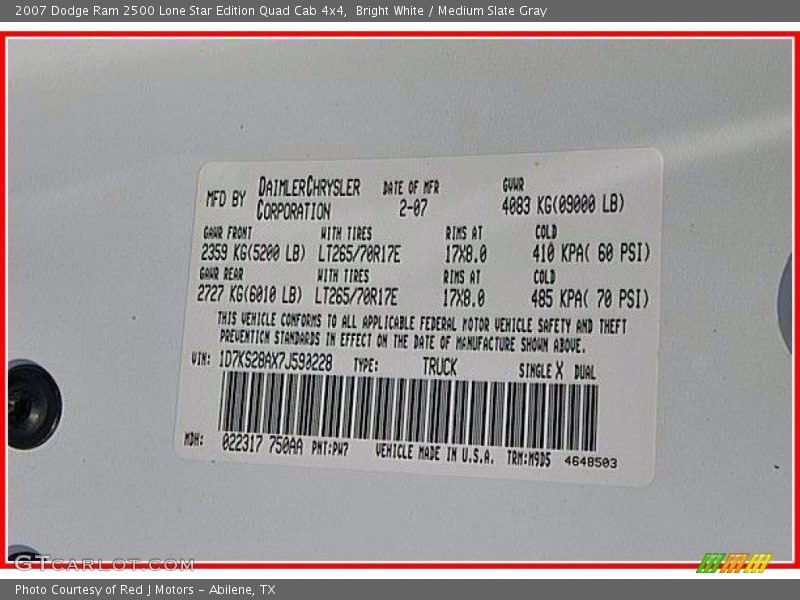 2007 Dodge Ram 2500 Lone Star Edition Quad Cab 4x4, Bright White / Medium Slate Gray
MFD BY DAIMLERCHRYSLER CORPORATION DATE OF MFR 2-07 GVWR 4083 KG(09000 LB)
GAWR FRONT WITH TIRES RIMS AT COLD
2359 KG(5200 LB) LT265/70R17E 17X8.0 410 KPA( 60 PSI)
GAWR REAR WITH TIRES RIMS AT COLD
2727 KG(6010 LB) LT265/70R17E 17X8.0 485 KPA( 70 PSI)
THIS VEHICLE CONFORMS TO ALL APPLICABLE FEDERAL MOTOR VEHICLE SAFETY AND THEFT
PREVENTION STANDARDS IN EFFECT ON THE DATE OF MANUFACTURE SHOWN ABOVE.
VIN: 1D7KS28AX7J590228 TYPE: TRUCK SINGLE X DUAL
MDH: 022317 750AA PNT:PW7 VEHICLE MADE IN U.S.A. TRM:M9D5 4648503
GTCARLOT.COM
Photo Courtesy of Red J Motors - Abilene, TX